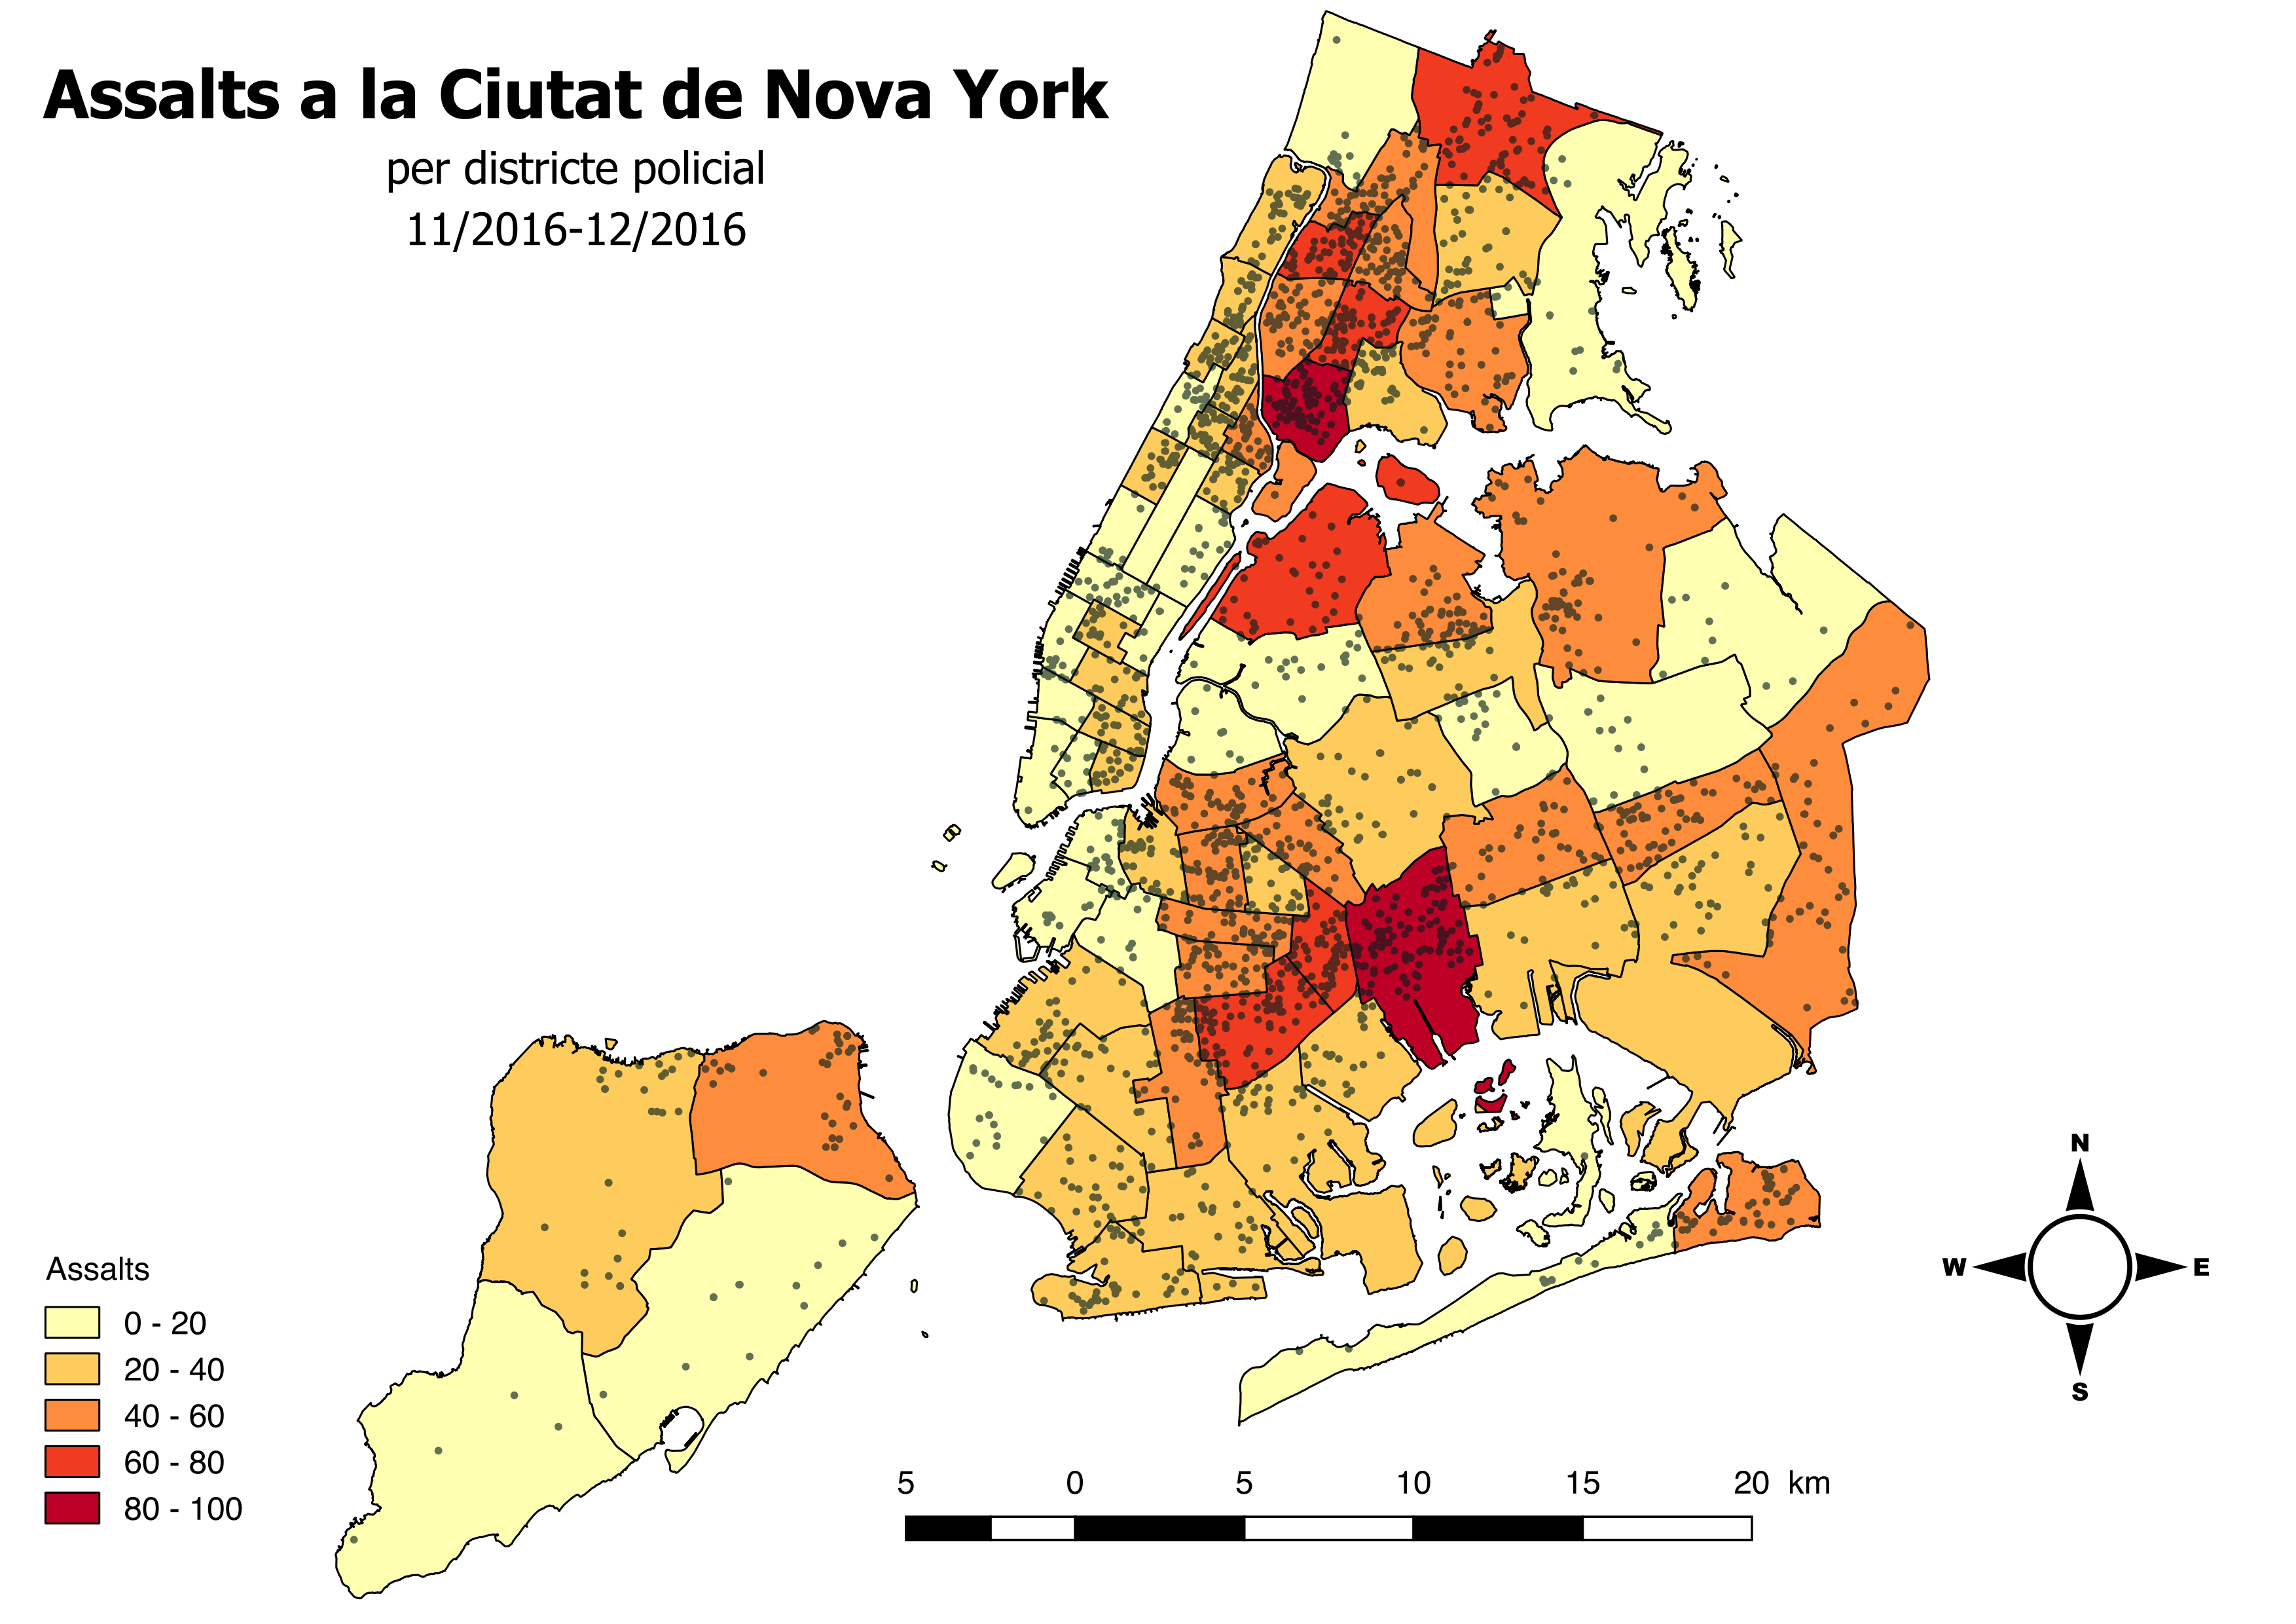 Assalts a la Ciutat de Nova York
per districte policial
11/2016-12/2016
N
W E
S
Assalts
0 - 20
20 - 40
40 - 60
60 - 80
80 - 100
5 0 5 10 15 20 km